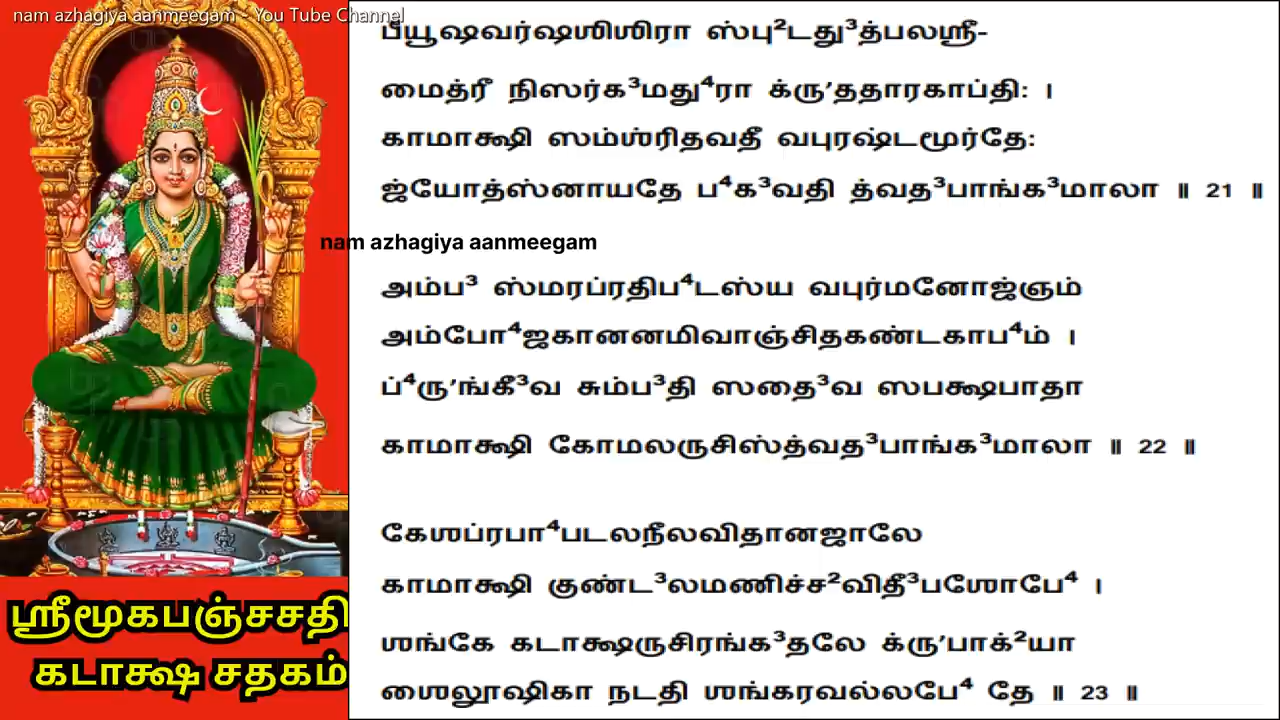 nam azhagiya aanmeegam - You Tube Channel
பீயூஷவர்ஷஶிஶிரா ஸ்பு²டது³த்பலஶ்ரீ-
மைத்ரீ நிஸர்க³மது⁴ரா க்ரு’ததாரகாப்தி: ।
காமாக்ஷி ஸம்ஶ்ரிதவதீ வபுரஷ்டமூர்தே:
ஜ்யோத்ஸ்னாயதே ப⁴க³வதி த்வத³பாங்க³மாலா ॥ 21 ॥
nam azhagiya aanmeegam
அம்ப³ ஸ்மரப்ரதிப⁴டஸ்ய வபுர்மனோஜ்ஞம்
அம்போ⁴ஜகானனமிவாஞ்சிதகண்டகாப⁴ம் ।
ப்⁴ரு’ங்கீ³வ சும்ப³தி ஸதை³வ ஸபக்ஷபாதா
காமாக்ஷி கோமலருசிஸ்த்வத³பாங்க³மாலா ॥ 22 ॥
கேஶப்ரபா⁴படலநீலவிதானஜாலே
காமாக்ஷி குண்ட³லமணிச்ச²விதீ³பஶோபே⁴ ।
ஶங்கே கடாக்ஷருசிரங்க³தலே க்ரு’பாக்²யா
ஶைலூஷிகா நடதி ஶங்கரவல்லபே⁴ தே ॥ 23 ॥
ஶ்ரீமூகபஞ்சசதி
கடாக்ஷ சதகம்